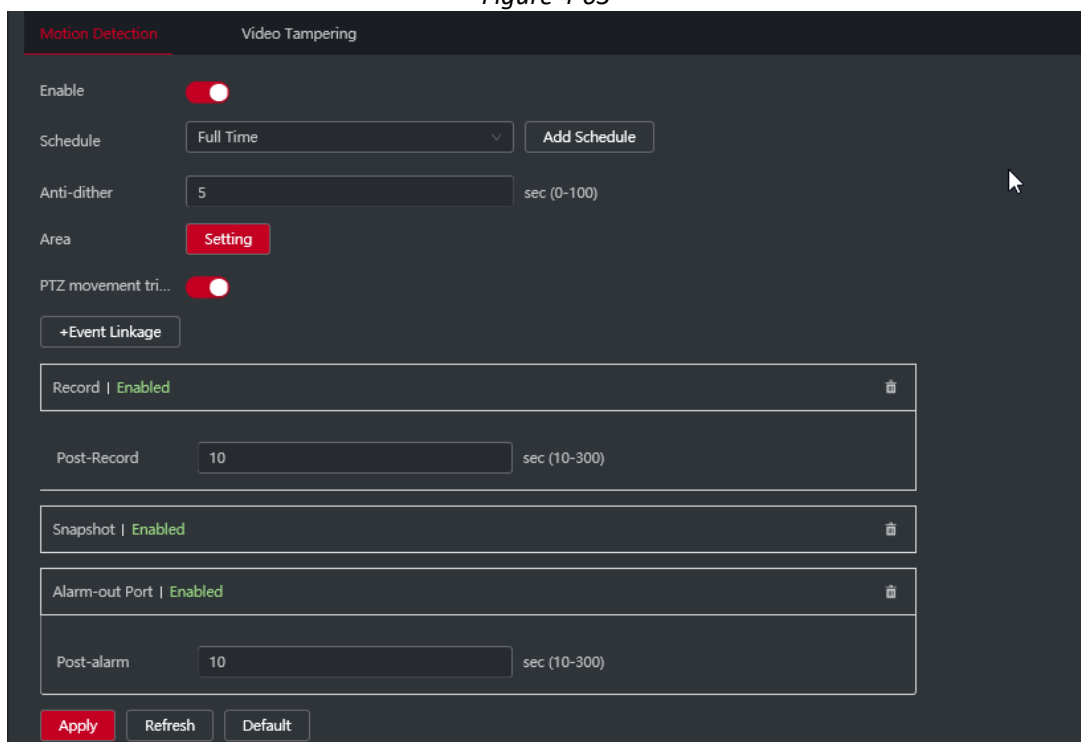 Motion Detection Video Tampering
Enable
Schedule Full Time Add Schedule
Anti-dither 5 sec (0-100)
Area Setting
PTZ movement tri...
+Event Linkage
Record | Enabled
Post-Record 10 sec (10-300)
Snapshot | Enabled
Alarm-out Port | Enabled
Post-alarm 10 sec (10-300)
Apply Refresh Default